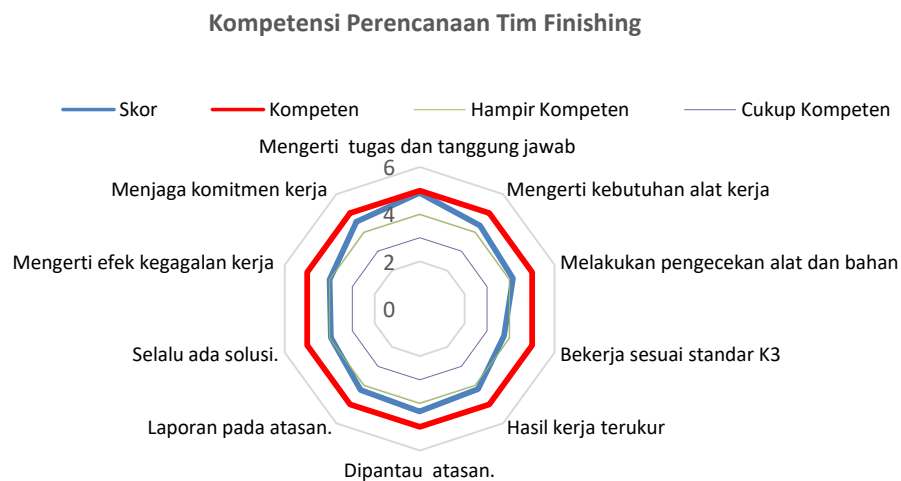 Kompetensi Perencanaan Tim Finishing
Skor Kompeten Hampir Kompeten Cukup Kompeten
Mengerti tugas dan tanggung jawab
Mengerti kebutuhan alat kerja
Melakukan pengecekan alat dan bahan
Bekerja sesuai standar K3
Hasil kerja terukur
Dipantau atasan.
Laporan pada atasan.
Selalu ada solusi.
Mengerti efek kegagalan kerja
Menjaga komitmen kerja
6
4
2
0